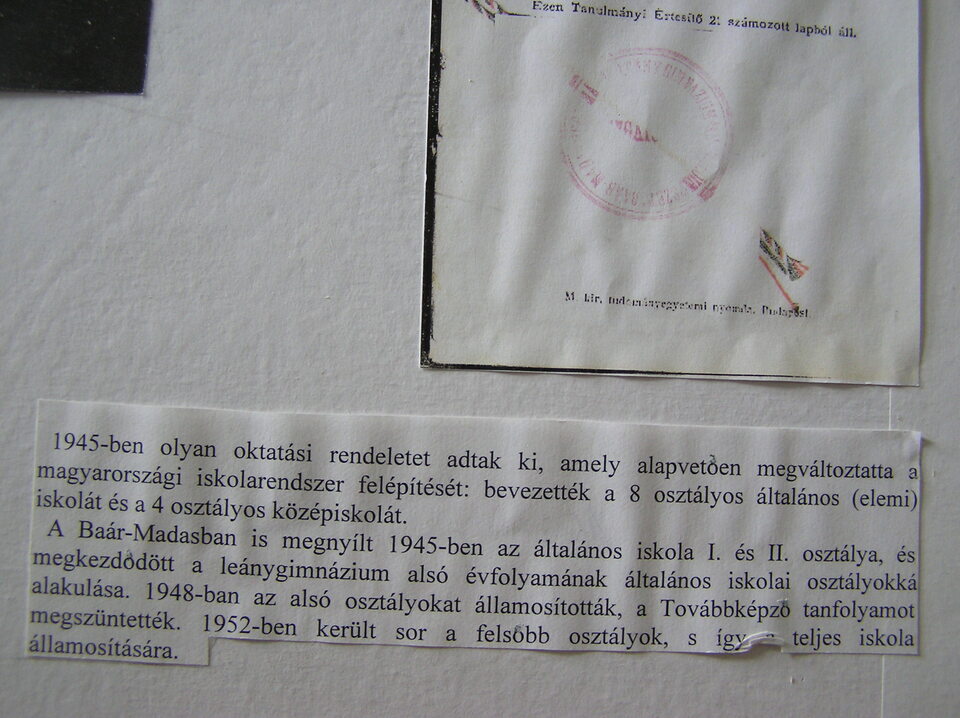 Ezen Tanulmányi Értesítő 2 számozott lapból áll.
M. kir. tudományegyetemi nyomda, Budapest.
1945-ben olyan oktatási rendeletet adtak ki, amely alapvetően megváltoztatta a
magyarországi iskolarendszer felépítését: bevezették a 8 osztályos általános (elemi)
iskolát és a 4 osztályos középiskolát.
A Baár-Madasban is megnyílt 1945-ben az általános iskola I. és II. osztálya, és
megkezdődött a leánygimnázium alsó évfolyamának általános iskolai osztályokká
alakulása. 1948-ban az alsó osztályokat államosították, a Továbbképző tanfolyamot
megszüntették. 1952-ben került sor a felsőbb osztályok, s így teljes iskola
államosítására.